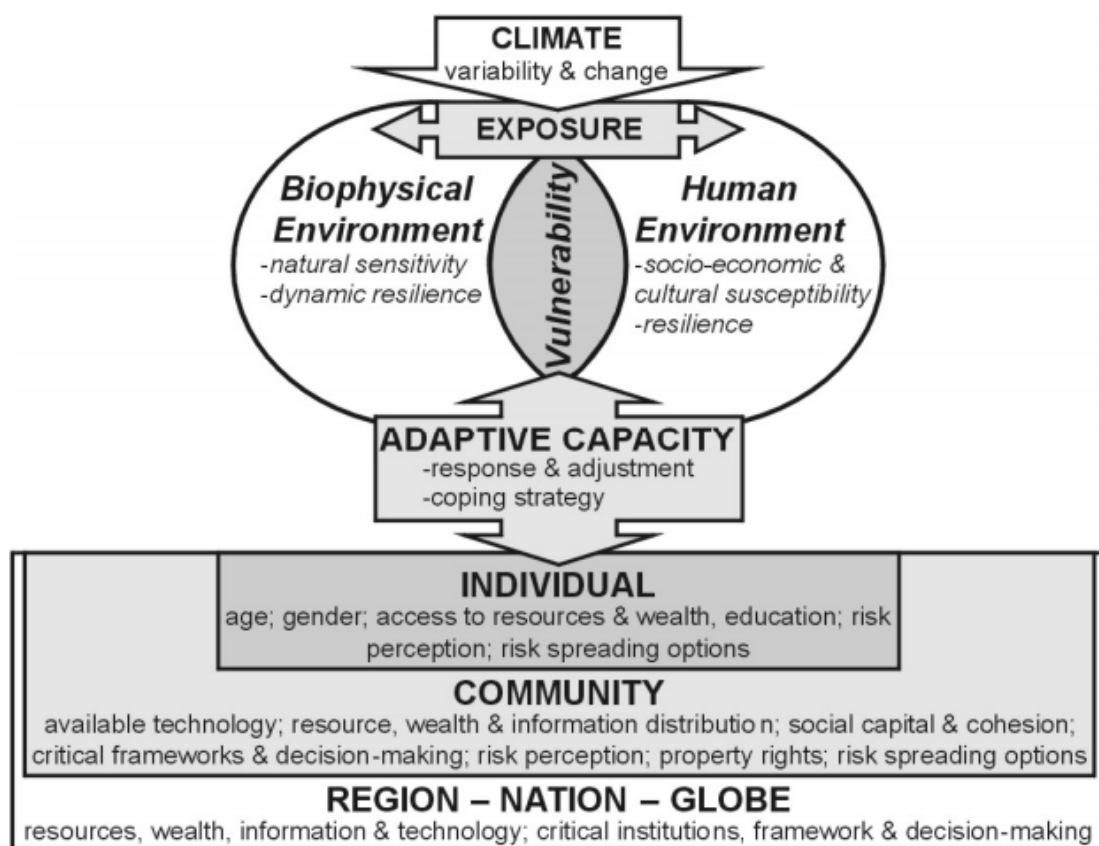 CLIMATE
variability & change
EXPOSURE
Biophysical
Environment
-natural sensitivity
-dynamic resilience
Vulnerability
Human
Environment
-socio-economic &
cultural susceptibility
-resilience
ADAPTIVE CAPACITY
-response & adjustment
-coping strategy
INDIVIDUAL
age; gender; access to resources & wealth, education; risk
perception; risk spreading options
COMMUNITY
available technology; resource, wealth & information distribution; social capital & cohesion;
critical frameworks & decision-making; risk perception; property rights; risk spreading options
REGION – NATION – GLOBE
resources, wealth, information & technology; critical institutions, framework & decision-making